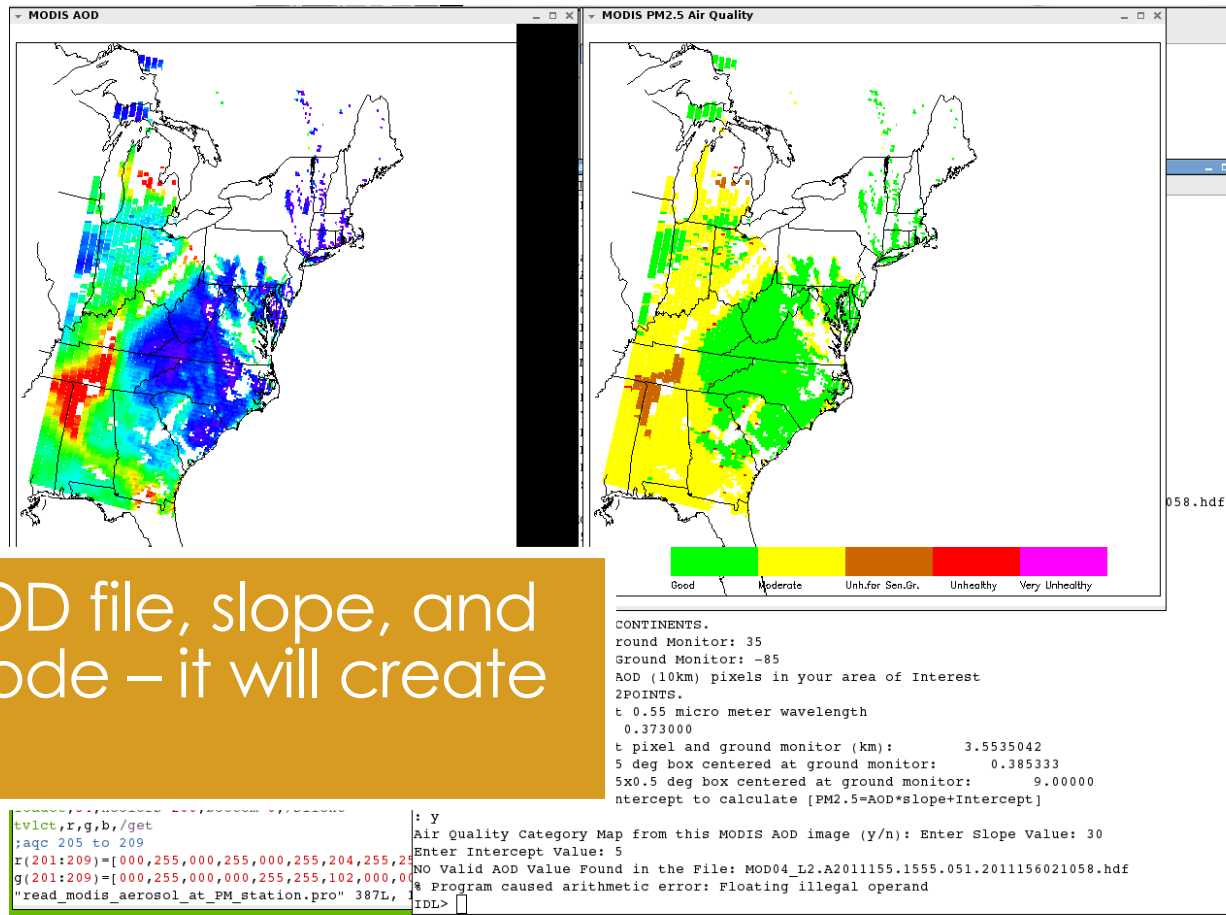 MODIS AOD
MODIS PM2.5 Air Quality
058.hdf
Good Moderate Unh.for Sen.Gr. Unhealthy Very Unhealthy
OD file, slope, and
ode – it will create
CONTINENTS.
round Monitor: 35
Ground Monitor: -85
AOD (10km) pixels in your area of Interest
2POINTS.
t 0.55 micro meter wavelength
0.373000
t pixel and ground monitor (km): 3.5535042
5 deg box centered at ground monitor: 0.385333
5x0.5 deg box centered at ground monitor: 9.00000
ntercept to calculate [PM2.5=AOD*slope+Intercept]
: y
Air Quality Category Map from this MODIS AOD image (y/n): Enter Slope Value: 30
Enter Intercept Value: 5
NO Valid AOD Value Found in the File: MOD04_L2.A2011155.1555.051.2011156021058.hdf
% Program caused arithmetic error: Floating illegal operand
IDL>
tvlct,r,g,b,/get
;aqc 205 to 209
r(201:209)=[000,255,000,255,000,255,204,255,25
g(201:209)=[000,255,000,000,255,255,102,000,00
"read_modis_aerosol_at_PM_station.pro" 387L, 1